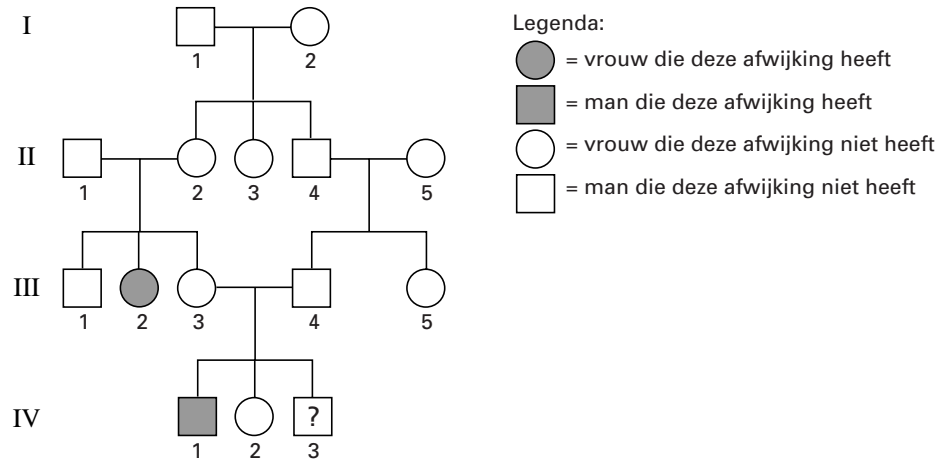 I
1 2
Legenda:
= vrouw die deze afwijking heeft
= man die deze afwijking heeft
= vrouw die deze afwijking niet heeft
= man die deze afwijking niet heeft
II
1 2 3 4 5
III
1 2 3 4 5
IV
?
1 2 3